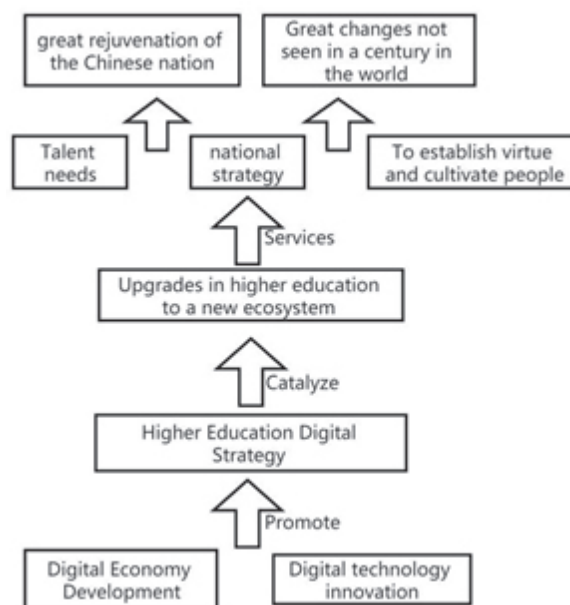 great rejuvenation of
the Chinese nation
Great changes not
seen in a century in
the world
Talent
needs
national
strategy
To establish virtue
and cultivate people
Services
Upgrades in higher education
to a new ecosystem
Catalyze
Higher Education Digital
Strategy
Promote
Digital Economy
Development
Digital technology
innovation